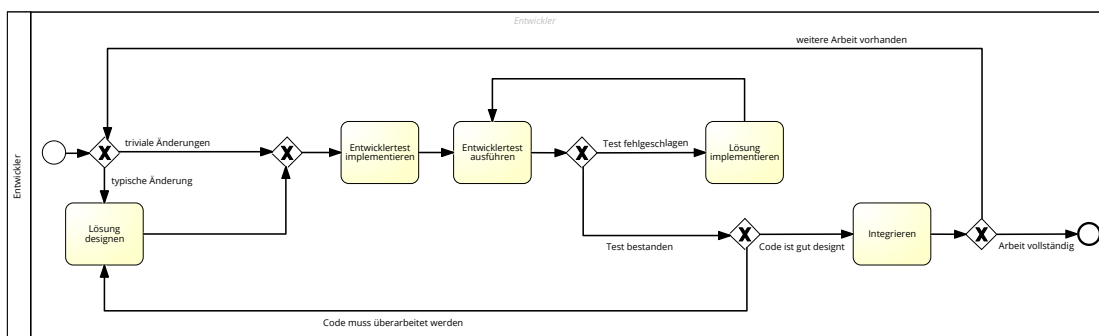 Entwickler
Entwickler
weitere Arbeit vorhanden
triviale Änderungen
typische Änderung
Lösung
designen
Entwicklertest
implementieren
Entwicklertest
ausführen
Test fehlgeschlagen
Lösung
implementieren
Test bestanden
Code ist gut designt
Integrieren
Arbeit vollständig
Code muss überarbeitet werden